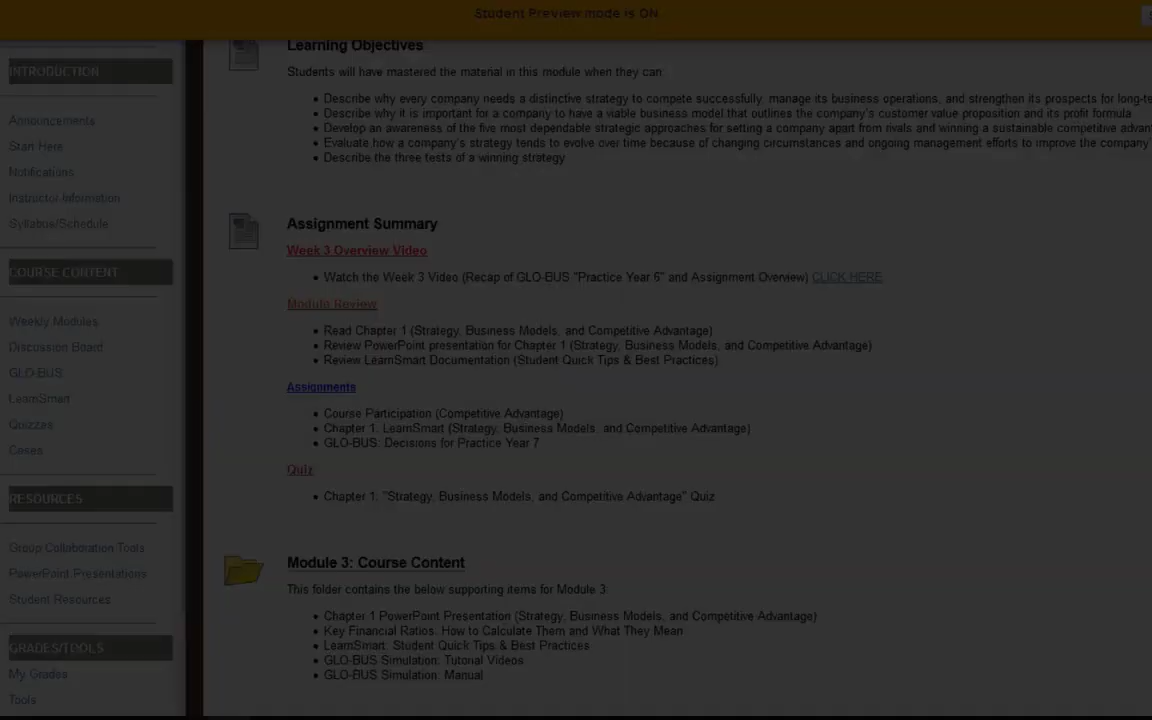 Student Preview mode is ON
INTRODUCTION
Announcements
Start Here
Notifications
Instructor Information
Syllabus/Schedule
COURSE CONTENT
Weekly Modules
Discussion Board
GLO-BUS
LearnSmart
Quizzes
Cases
RESOURCES
Group Collaboration Tools
PowerPoint Presentations
Student Resources
GRADES/TOOLS
My Grades
Tools
Learning Objectives
Students will have mastered the material in this module when they can:
• Describe why every company needs a distinctive strategy to compete successfully, manage its business operations, and strengthen its prospects for long-te
• Describe why it is important for a company to have a viable business model that outlines the company's customer value proposition and its profit formula
• Develop an awareness of the five most dependable strategic approaches for setting a company apart from rivals and winning a sustainable competitive advan
• Evaluate how a company's strategy tends to evolve over time because of changing circumstances and ongoing management efforts to improve the company'
• Describe the three tests of a winning strategy
Assignment Summary
Week 3 Overview Video
• Watch the Week 3 Video (Recap of GLO-BUS "Practice Year 6" and Assignment Overview) CLICK HERE
Module Review
• Read Chapter 1 (Strategy, Business Models, and Competitive Advantage)
• Review PowerPoint presentation for Chapter 1 (Strategy, Business Models, and Competitive Advantage)
• Review LearnSmart Documentation (Student Quick Tips & Best Practices)
Assignments
• Course Participation (Competitive Advantage)
• Chapter 1: LearnSmart (Strategy, Business Models, and Competitive Advantage)
• GLO-BUS: Decisions for Practice Year 7
Quiz
• Chapter 1: "Strategy, Business Models, and Competitive Advantage" Quiz
Module 3: Course Content
This folder contains the below supporting items for Module 3:
• Chapter 1 PowerPoint Presentation (Strategy, Business Models, and Competitive Advantage)
• Key Financial Ratios: How to Calculate Them and What They Mean
• LearnSmart: Student Quick Tips & Best Practices
• GLO-BUS Simulation: Tutorial Videos
• GLO-BUS Simulation: Manual